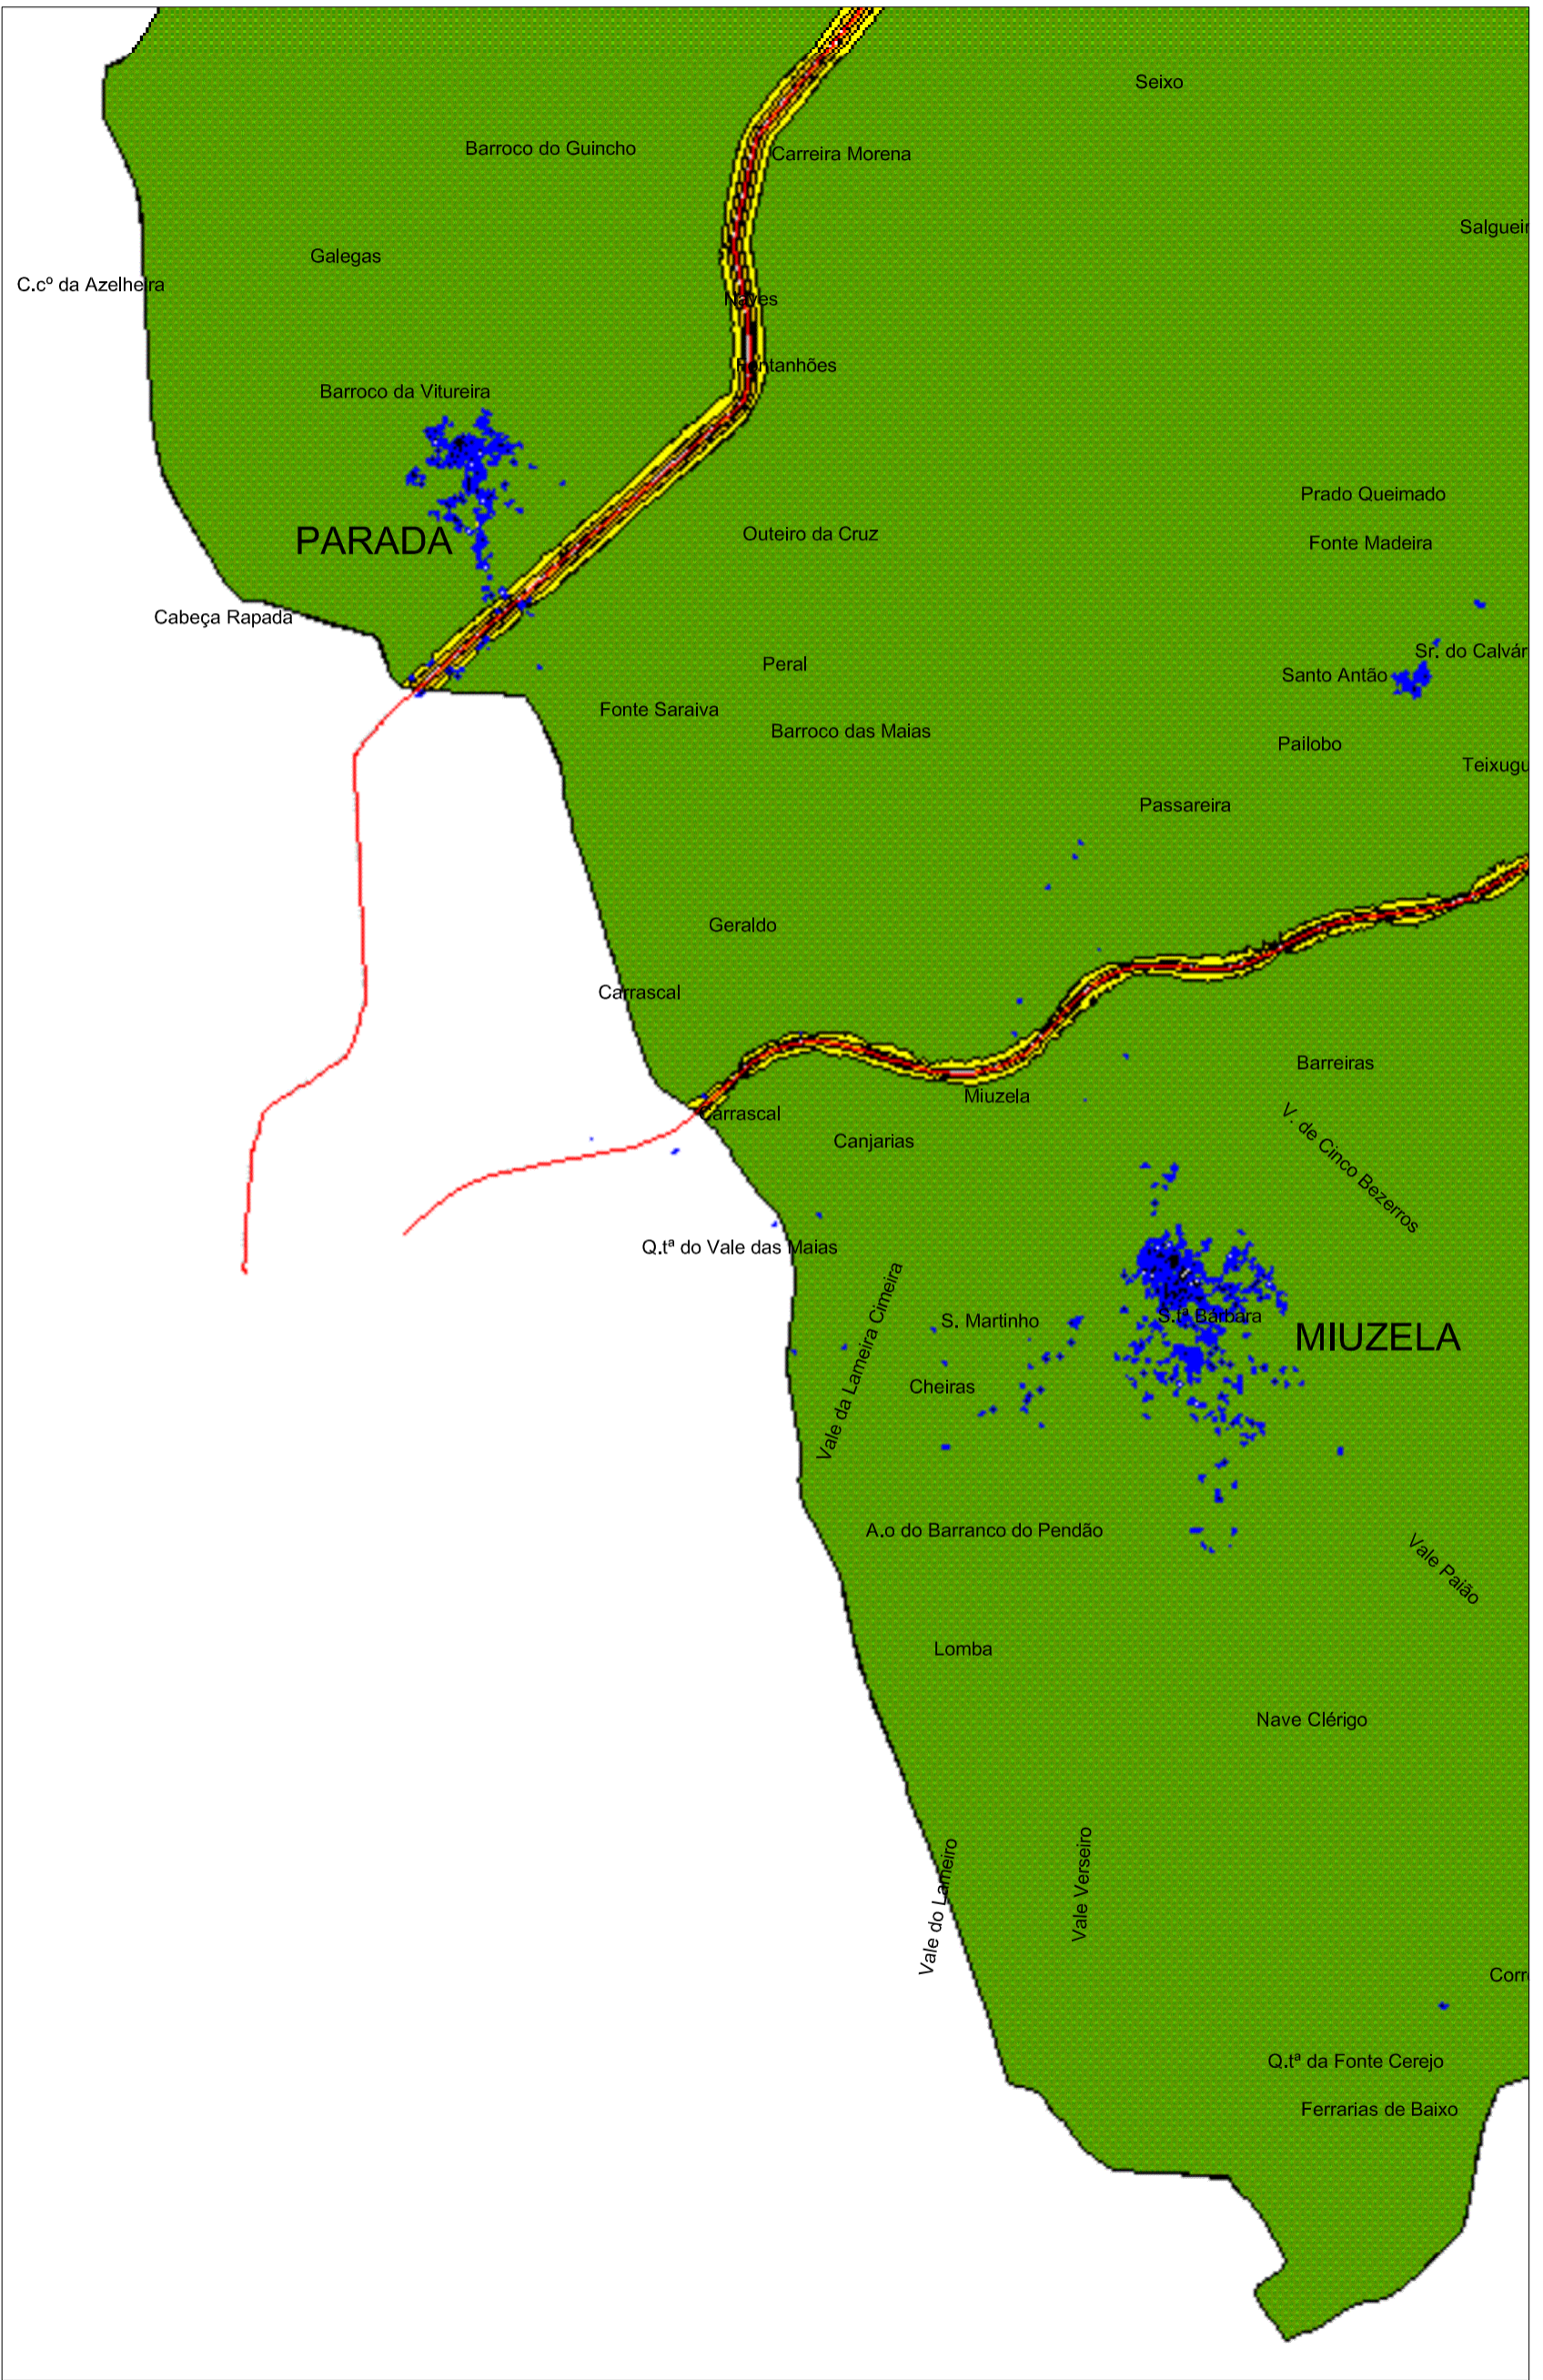 Seixo
Barroco do Guincho
Carreira Morena
Salgueir
Galegas
C.cº da Azelheira
Naves
Fontanhões
Barroco da Vitureira
Prado Queimado
PARADA
Outeiro da Cruz
Fonte Madeira
Cabeça Rapada
Sr. do Calvár
Peral
Santo Antão
Fonte Saraiva
Barroco das Maias
Pailobo
Teixugu
Passareira
Geraldo
Carrascal
Barreiras
Miuzela
Carrascal
Canjarias
V. de Cinco Bezerros
Q.tª do Vale das Maias
Vale da Lameira Cimeira
S. Martinho
S.tª Bárbara
MIUZELA
Cheiras
A.o do Barranco do Pendão
Vale Paião
Lomba
Nave Clérigo
Vale do Lameiro
Vale Verseiro
Corr
Q.tª da Fonte Cerejo
Ferrarias de Baixo